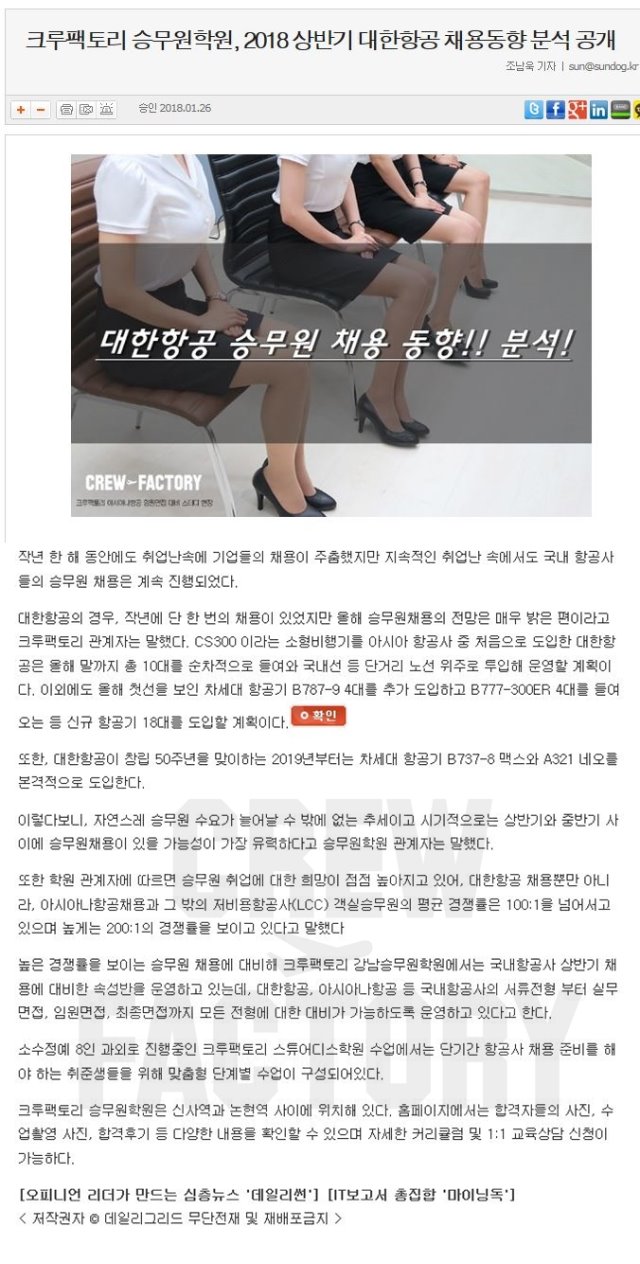 크루팩토리 승무원학원, 2018 상반기 대한항공 채용동향 분석 공개
조남욱 기자 | sun@sundog.kr
승인 2018.01.26
대한항공 승무원 채용 동향!! 분석!
CREW FACTORY
크루팩토리 아시아나항공 임원면접 대비 스터디 현장
작년 한 해 동안에도 취업난속에 기업들의 채용이 주춤했지만 지속적인 취업난 속에서도 국내 항공사
들의 승무원 채용은 계속 진행되었다.
대한항공의 경우, 작년에 단 한 번의 채용이 있었지만 올해 승무원채용의 전망은 매우 밝은 편이라고
크루팩토리 관계자는 말했다. CS300 이라는 소형비행기를 아시아 항공사 중 처음으로 도입한 대한항
공은 올해 말까지 총 10대를 순차적으로 들여와 국내선 등 단거리 노선 위주로 투입해 운영할 계획이
다. 이외에도 올해 첫선을 보인 차세대 항공기 B787-9 4대를 추가 도입하고 B777-300ER 4대를 들여
오는 등 신규 항공기 18대를 도입할 계획이다. 확인
또한, 대한항공이 창립 50주년을 맞이하는 2019년부터는 차세대 항공기 B737-8 맥스와 A321 네오를
본격적으로 도입한다.
이렇다보니, 자연스레 승무원 수요가 늘어날 수 밖에 없는 추세이고 시기적으로는 상반기와 중반기 사
이에 승무원채용이 있을 가능성이 가장 유력하다고 승무원학원 관계자는 말했다.
또한 학원 관계자에 따르면 승무원 취업에 대한 희망이 점점 높아지고 있어, 대한항공 채용뿐만 아니
라, 아시아나항공채용과 그 밖의 저비용항공사(LCC) 객실승무원의 평균 경쟁률은 100:1을 넘어서고
있으며 높게는 200:1의 경쟁률을 보이고 있다고 말했다
높은 경쟁률을 보이는 승무원 채용에 대비해 크루팩토리 강남승무원학원에서는 국내항공사 상반기 채
용에 대비한 속성반을 운영하고 있는데, 대한항공, 아시아나항공 등 국내항공사의 서류전형 부터 실무
면접, 임원면접, 최종면접까지 모든 전형에 대한 대비가 가능하도록 운영하고 있다고 한다.
소수정예 8인 과외로 진행중인 크루팩토리 스튜어디스학원 수업에서는 단기간 항공사 채용 준비를 해
야 하는 취준생들을 위해 맞춤형 단계별 수업이 구성되어있다.
크루팩토리 승무원학원은 신사역과 논현역 사이에 위치해 있다. 홈페이지에서는 합격자들의 사진, 수
업촬영 사진, 합격후기 등 다양한 내용을 확인할 수 있으며 자세한 커리큘럼 및 1:1 교육상담 신청이
가능하다.
[오피니언 리더가 만드는 심층뉴스 '데일리썬'] [IT보고서 총집합 '마이닝독']
< 저작권자 © 데일리그리드 무단전재 및 재배포금지 >
CREW
FACTORY